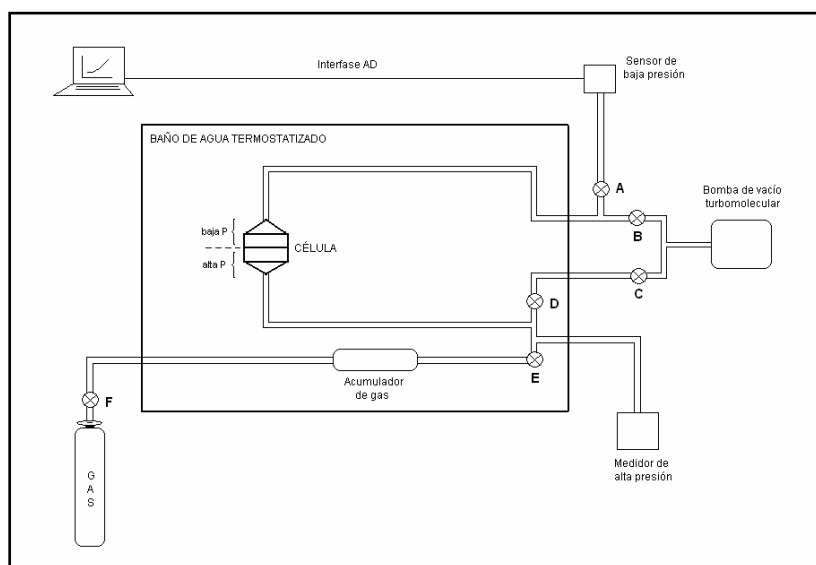 Interfase AD
Sensor de
baja presión
BAÑO DE AGUA TERMOSTATIZADO
A
Bomba de vacío
turbomolecular
B
baja P
CÉLULA
alta P
C
D
E
Acumulador
de gas
F
Medidor de
alta presión
G
A
S